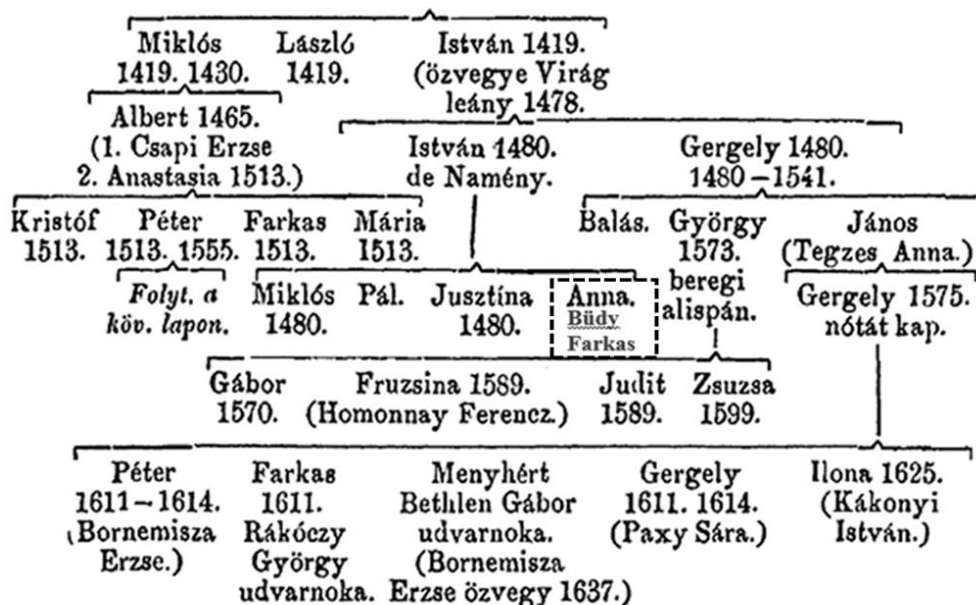 Miklós László István 1419.
1419. 1430. 1419. (özvegye Virág
leány 1478.
Albert 1465.
(1. Csapi Erzse István 1480. Gergely 1480.
2. Anastasia 1513.) de Namény. 1480–1541.
Kristóf Péter Farkas Mária Balás. György János
1513. 1513. 1555. 1513. 1513. 1573. (Tegzes Anna.)
Folyt. a Miklós Pál. Jusztína Anna. beregi Gergely 1575.
köv. lapon. 1480. 1480. Büdy alispán. nótát kap.
Farkas
Gábor Fruzsina 1589. Judit Zsuzsa
1570. (Homonnay Ferencz.) 1589. 1599.
Péter Farkas Menyhért Gergely Ilona 1625.
1611–1614. 1611. Bethlen Gábor 1611. 1614. (Kákonyi
(Bornemisza Rákóczy udvarnoka. (Paxy Sára.) István.)
Erzse.) György (Bornemisza
udvarnoka. Erzse özvegy 1637.)